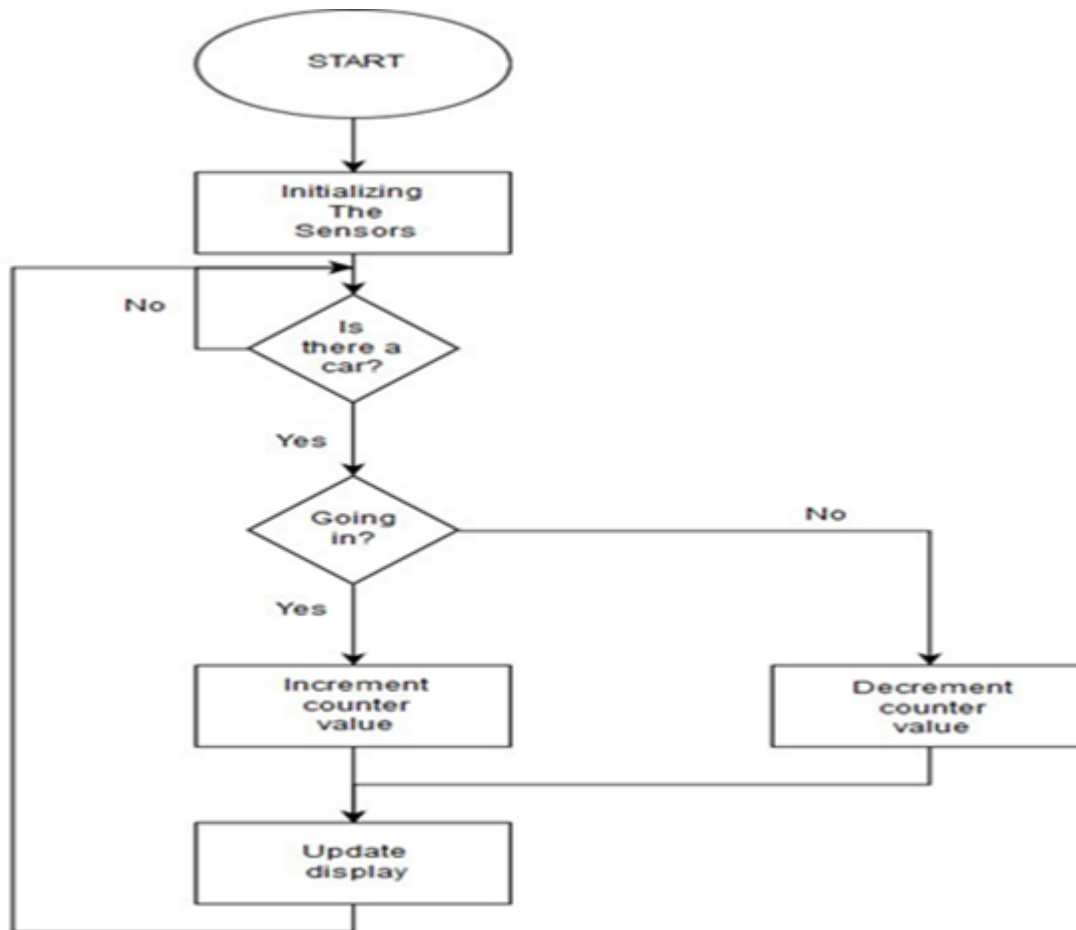 START
Initializing
The
Sensors
No
Is
there a
car?
Yes
Going
in?
No
Yes
Increment
counter
value
Decrement
counter
value
Update
display